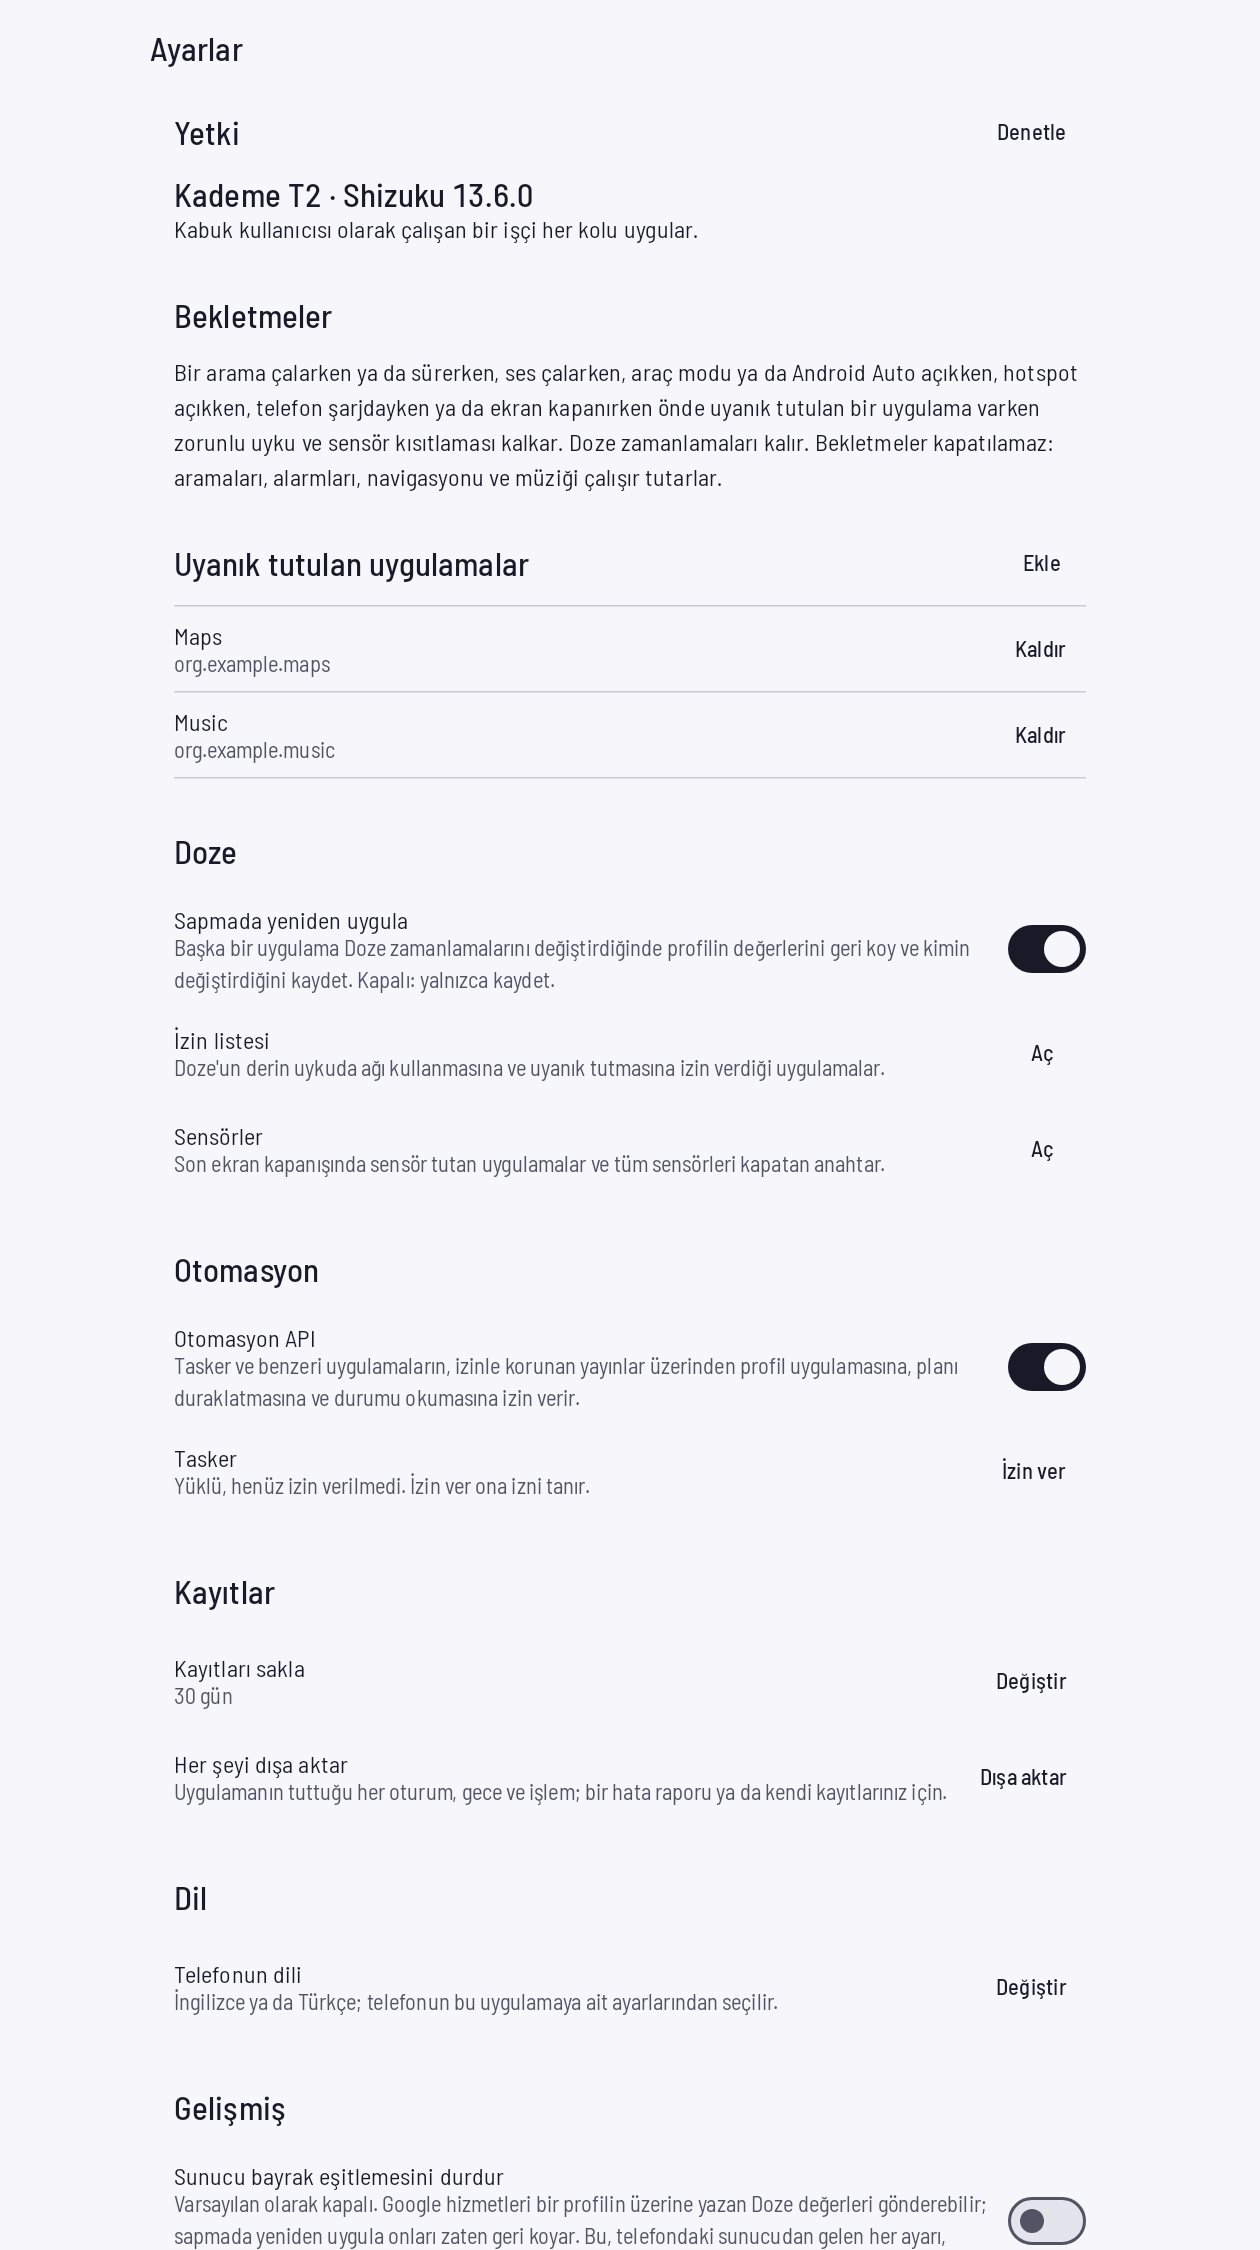 Ayarlar
Yetki
Denetle
Kademe T2 · Shizuku 13.6.0
Kabuk kullanıcısı olarak çalışan bir işçi her kolu uygular.
Bekletmeler
Bir arama çalarken ya da sürerken, ses çalarken, araç modu ya da Android Auto açıkken, hotspot
açıkken, telefon şarjdayken ya da ekran kapanırken önde uyanık tutulan bir uygulama varken
zorunlu uyku ve sensör kısıtlaması kalkar. Doze zamanlamaları kalır. Bekletmeler kapatılamaz:
aramaları, alarmları, navigasyonu ve müziği çalışır tutarlar.
Uyanık tutulan uygulamalar
Ekle
Maps
org.example.maps
Kaldır
Music
org.example.music
Kaldır
Doze
Sapmada yeniden uygula
Başka bir uygulama Doze zamanlamalarını değiştirdiğinde profilin değerlerini geri koy ve kimin
değiştirdiğini kaydet. Kapalı: yalnızca kaydet.
İzin listesi
Doze'un derin uykuda ağı kullanmasına ve uyanık tutmasına izin verdiği uygulamalar.
Aç
Sensörler
Son ekran kapanışında sensör tutan uygulamalar ve tüm sensörleri kapatan anahtar.
Aç
Otomasyon
Otomasyon API
Tasker ve benzeri uygulamaların, izinle korunan yayınlar üzerinden profil uygulamasına, planı
duraklatmasına ve durumu okumasına izin verir.
Tasker
Yüklü, henüz izin verilmedi. İzin ver ona izni tanır.
İzin ver
Kayıtlar
Kayıtları sakla
30 gün
Değiştir
Her şeyi dışa aktar
Uygulamanın tuttuğu her oturum, gece ve işlem; bir hata raporu ya da kendi kayıtlarınız için.
Dışa aktar
Dil
Telefonun dili
İngilizce ya da Türkçe; telefonun bu uygulamaya ait ayarlarından seçilir.
Değiştir
Gelişmiş
Sunucu bayrak eşitlemesini durdur
Varsayılan olarak kapalı. Google hizmetleri bir profilin üzerine yazan Doze değerleri gönderebilir;
sapmada yeniden uygula onları zaten geri koyar. Bu, telefondaki sunucudan gelen her ayarı,